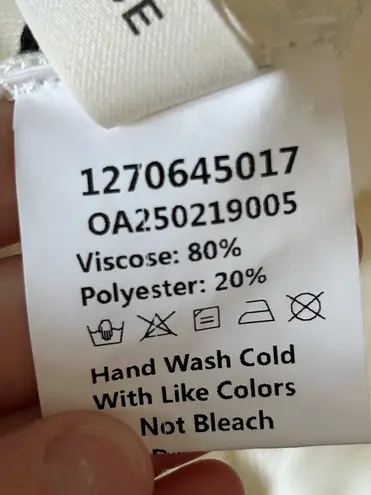 1270645017
OA250219005
Viscose: 80%
Polyester: 20%
Hand Wash Cold
With Like Colors
Not Bleach